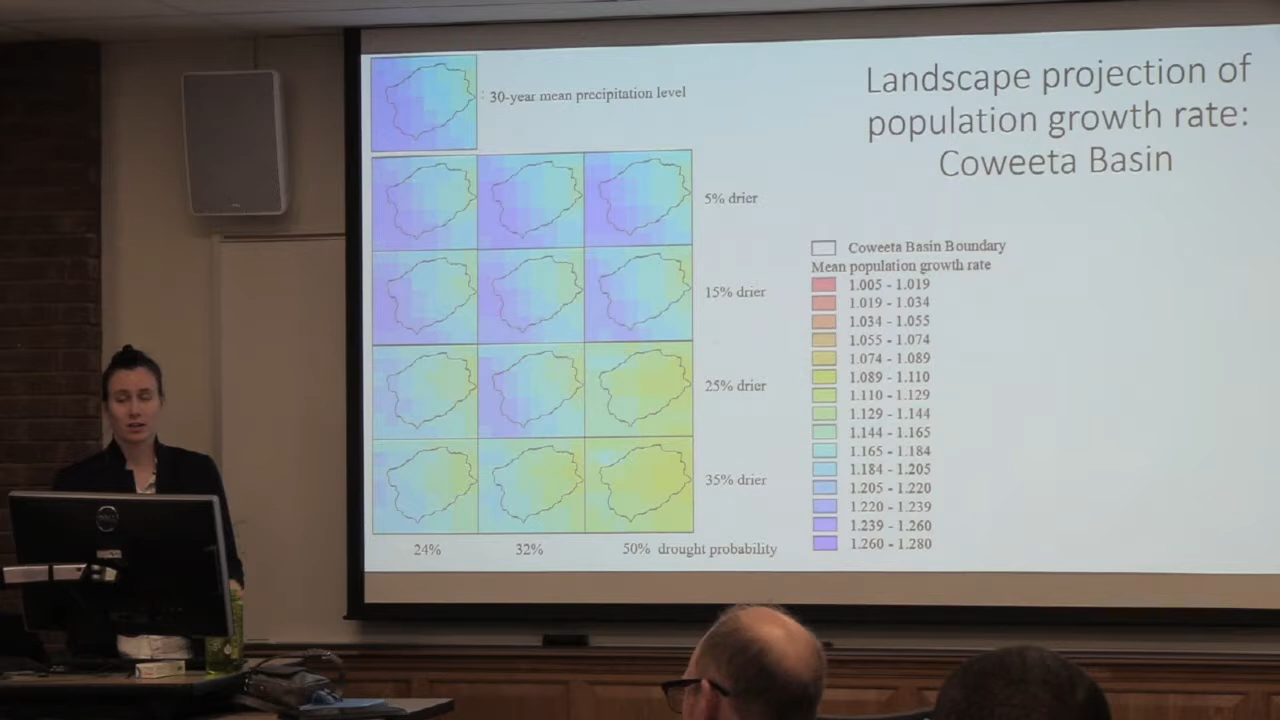 Landscape projection of
population growth rate:
Coweeta Basin
: 30-year mean precipitation level
5% drier
15% drier
25% drier
35% drier
24%
32%
50% drought probability
Coweeta Basin Boundary
Mean population growth rate
1.005 - 1.019
1.019 - 1.034
1.034 - 1.055
1.055 - 1.074
1.074 - 1.089
1.089 - 1.110
1.110 - 1.129
1.129 - 1.144
1.144 - 1.165
1.165 - 1.184
1.184 - 1.205
1.205 - 1.220
1.220 - 1.239
1.239 - 1.260
1.260 - 1.280
DELL